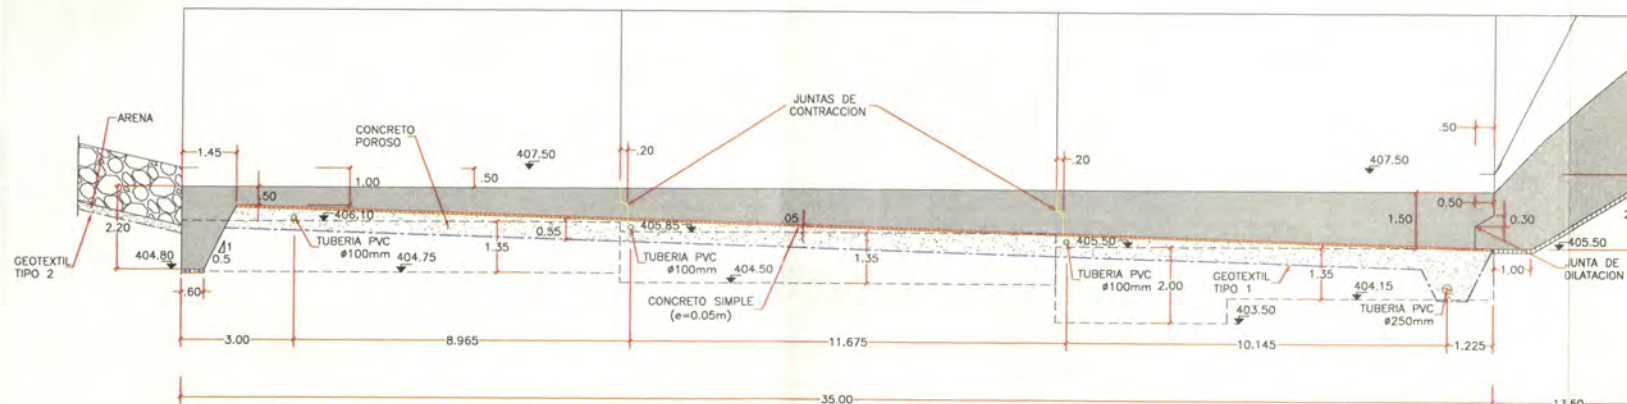 ARENA
CONCRETO
POROSO
JUNTAS DE
CONTRACCION
.50
1.45
.20
.20
407.50
407.50
1.00
.50
.50
0.50
0.30
1.50
2.20
406.10
405.85
.05
405.50
405.50
TUBERIA PVC
ø100mm
1.35
0.55
1
0.5
404.80
404.75
GEOTEXTIL
TIPO 2
TUBERIA PVC
ø100mm
404.50
1.35
TUBERIA PVC
ø100mm
2.00
GEOTEXTIL
TIPO 1
1.35
1.00
JUNTA DE
DILATACION
404.15
CONCRETO SIMPLE
(e=0.05m)
403.50
TUBERIA PVC
ø250mm
.60
3.00
8.965
11.675
10.145
1.225
35.00
13.50